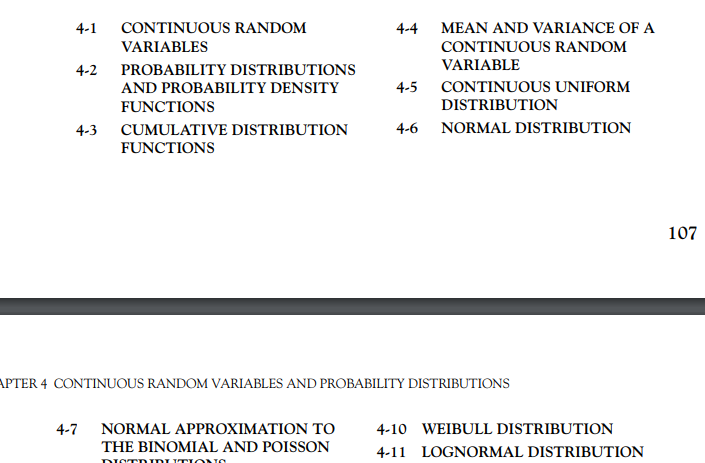 4-1 CONTINUOUS RANDOM
VARIABLES
4-2 PROBABILITY DISTRIBUTIONS
AND PROBABILITY DENSITY
FUNCTIONS
4-3 CUMULATIVE DISTRIBUTION
FUNCTIONS
4-4 MEAN AND VARIANCE OF A
CONTINUOUS RANDOM
VARIABLE
4-5 CONTINUOUS UNIFORM
DISTRIBUTION
4-6 NORMAL DISTRIBUTION
107
APTER 4 CONTINUOUS RANDOM VARIABLES AND PROBABILITY DISTRIBUTIONS
4-7 NORMAL APPROXIMATION TO
THE BINOMIAL AND POISSON
DISTRIBUTIONS
4-10 WEIBULL DISTRIBUTION
4-11 LOGNORMAL DISTRIBUTION